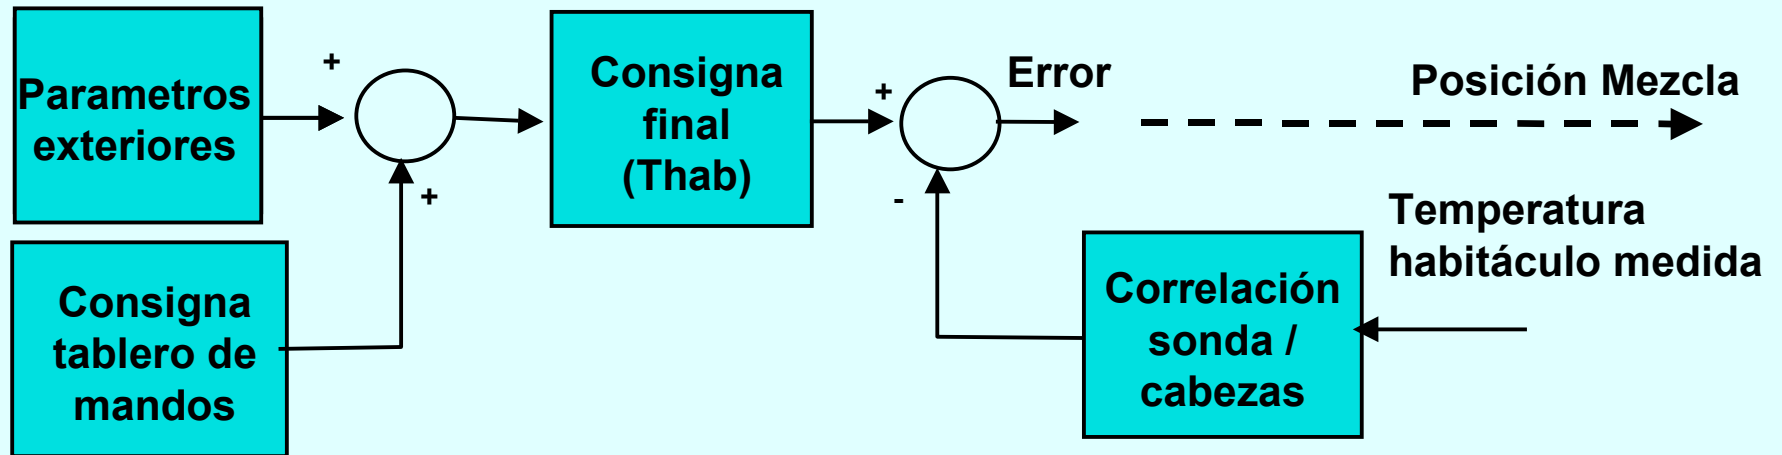 Parametros
exteriores
+
+
Consigna
tablero de
mandos
Consigna
final
(Thab)
+
-
Error
Posición Mezcla
Temperatura
habitáculo medida
Correlación
sonda /
cabezas